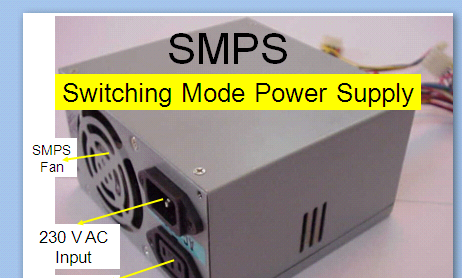 SMPS
Switching Mode Power Supply
SMPS
Fan
230 V AC
Input